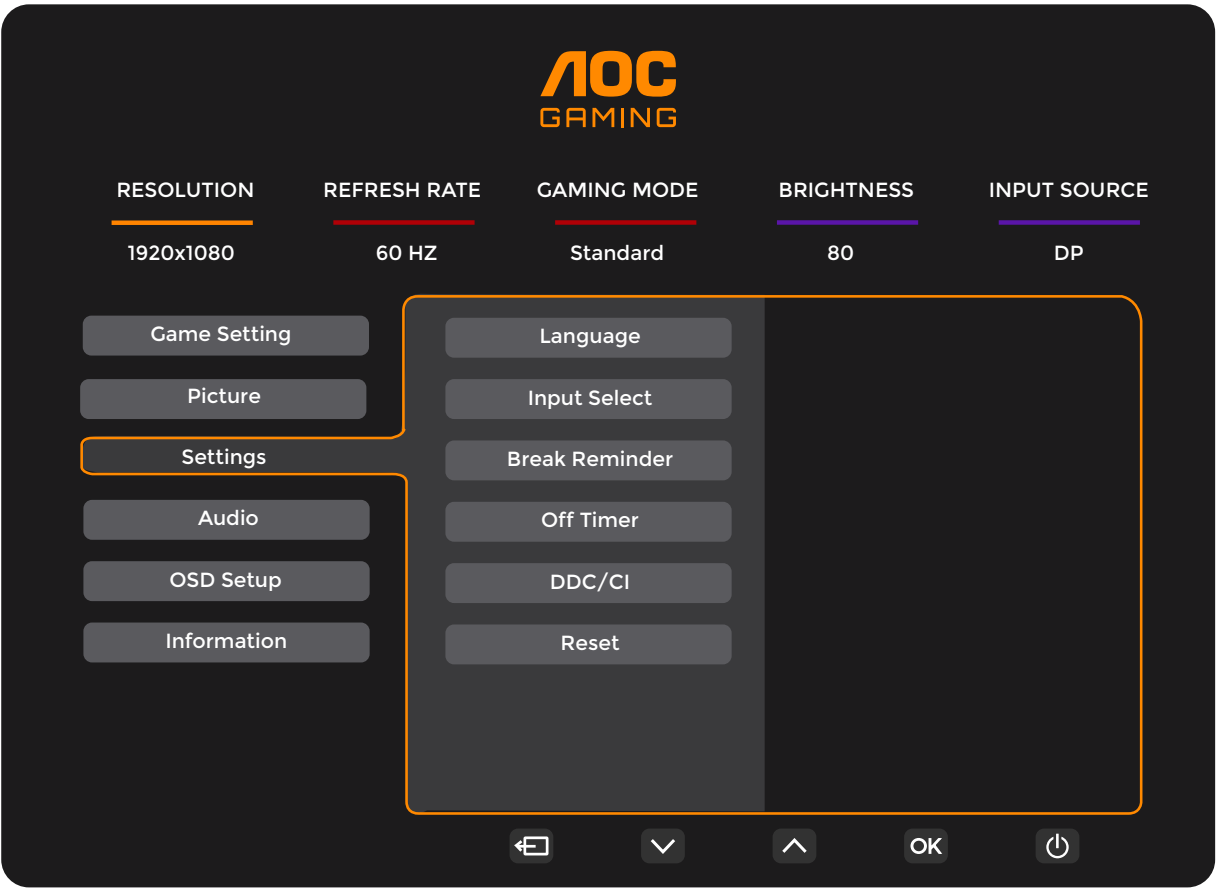 AOC
GAMING
RESOLUTION REFRESH RATE GAMING MODE BRIGHTNESS INPUT SOURCE
1920x1080 60 HZ Standard 80 DP
Game Setting Language
Picture Input Select
Settings Break Reminder
Audio Off Timer
OSD Setup DDC/CI
Information Reset
OK